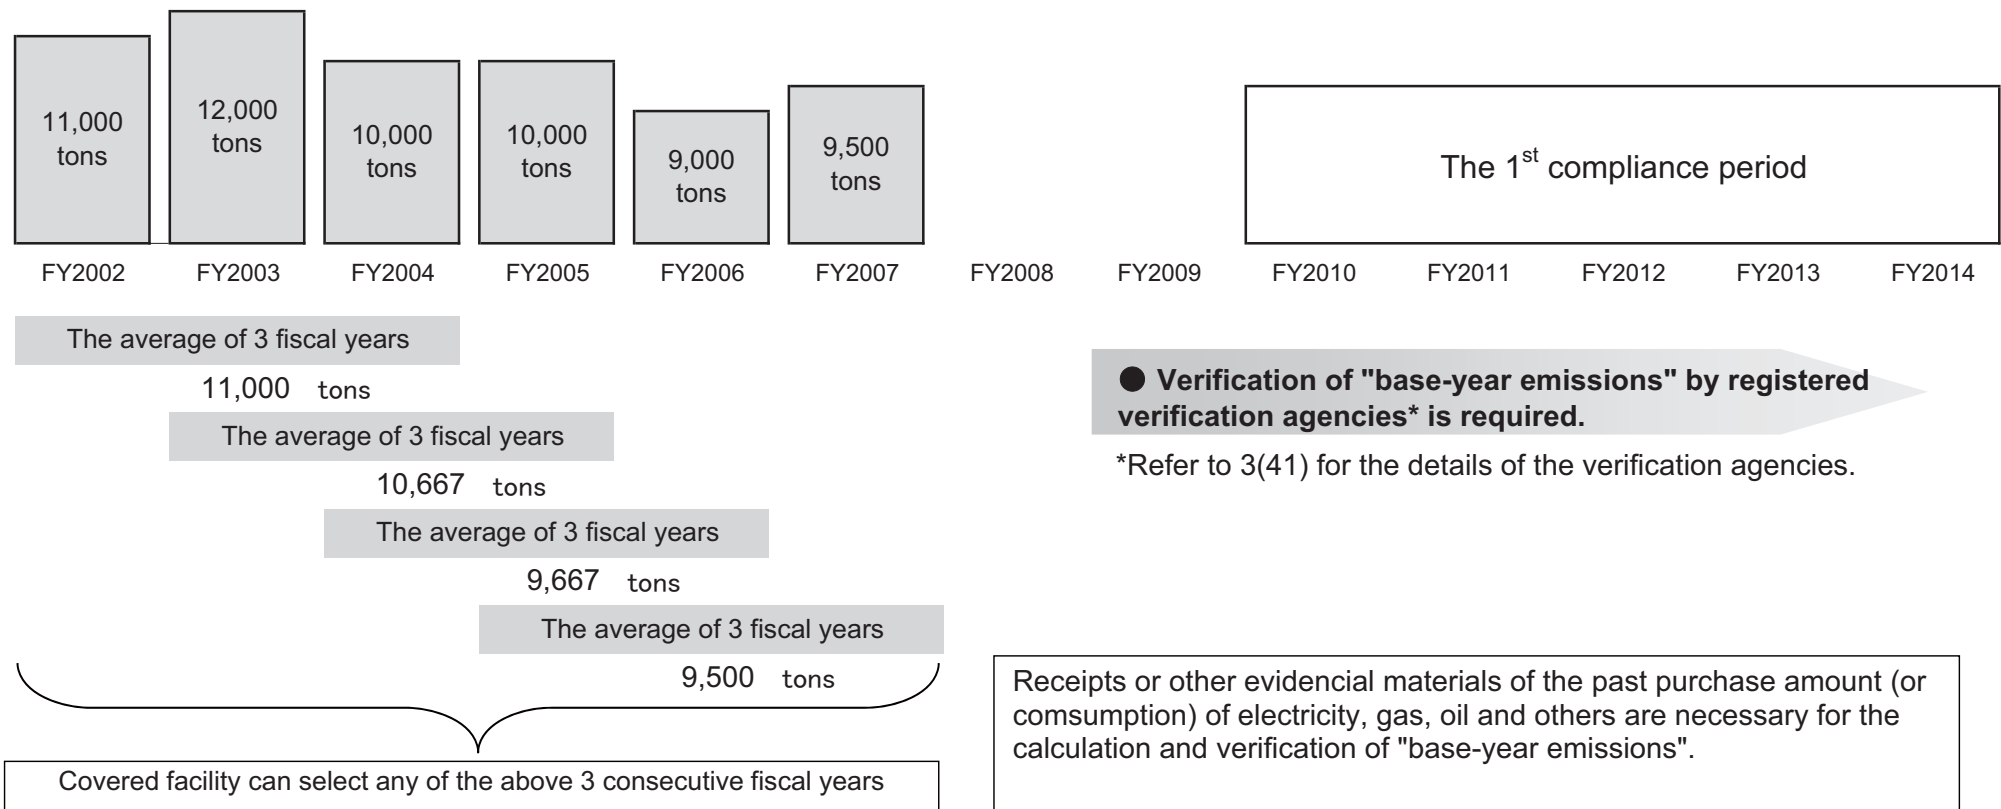 11,000
tons
12,000
tons
10,000
tons
10,000
tons
9,000
tons
9,500
tons
The 1st compliance period
FY2002 FY2003 FY2004 FY2005 FY2006 FY2007 FY2008 FY2009 FY2010 FY2011 FY2012 FY2013 FY2014
The average of 3 fiscal years
11,000 tons
The average of 3 fiscal years
10,667 tons
The average of 3 fiscal years
9,667 tons
The average of 3 fiscal years
9,500 tons
Covered facility can select any of the above 3 consecutive fiscal years
● Verification of "base-year emissions" by registered
verification agencies* is required.
*Refer to 3(41) for the details of the verification agencies.
Receipts or other evidencial materials of the past purchase amount (or
comsumption) of electricity, gas, oil and others are necessary for the
calculation and verification of "base-year emissions".